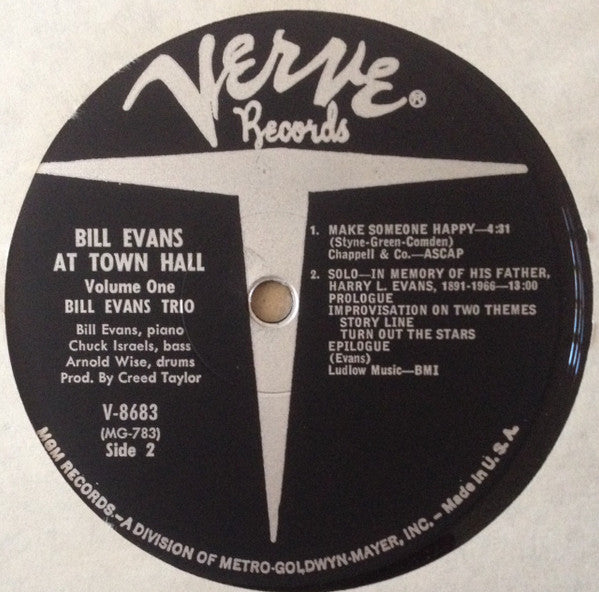 Verve®
Records
BILL EVANS
AT TOWN HALL
Volume One
BILL EVANS TRIO
Bill Evans, piano
Chuck Israels, bass
Arnold Wise, drums
Prod. By Creed Taylor
V-8683
(MG-783)
Side 2
1. MAKE SOMEONE HAPPY—4:31
(Styne-Green-Comden)
Chappell & Co.—ASCAP
2. SOLO—IN MEMORY OF HIS FATHER,
HARRY L. EVANS, 1891-1966—13:00
PROLOGUE
IMPROVISATION ON TWO THEMES
STORY LINE
TURN OUT THE STARS
EPILOGUE
(Evans)
Ludlow Music—BMI
MGM RECORDS.—A DIVISION OF METRO-GOLDWYN-MAYER, INC. – Made in U. S. A.